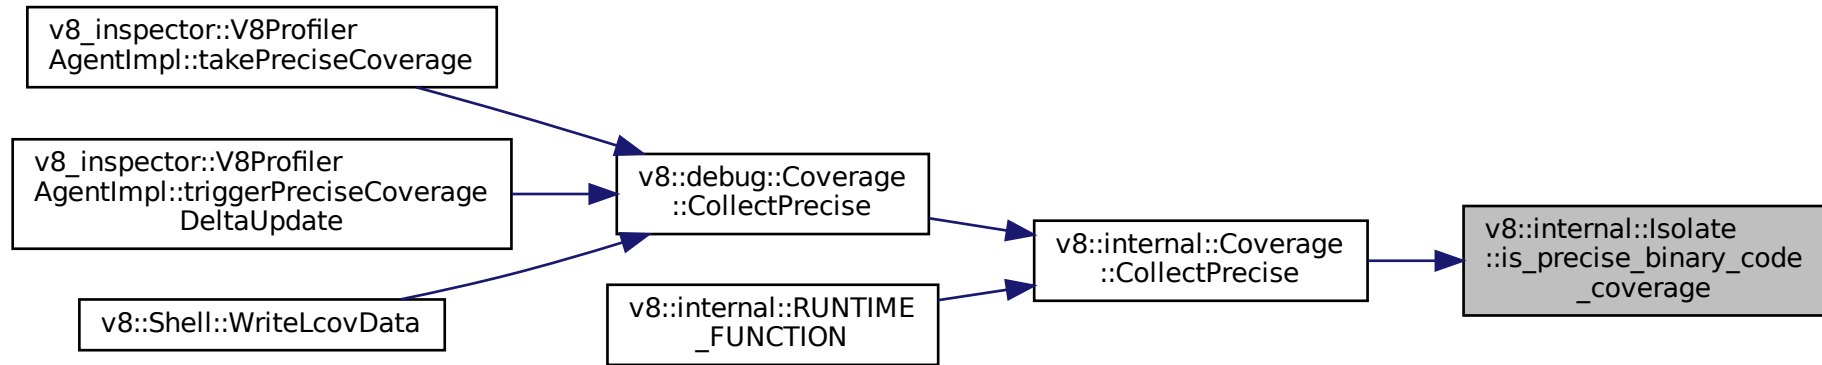 v8_inspector::V8Profiler
AgentImpl::takePreciseCoverage
v8_inspector::V8Profiler
AgentImpl::triggerPreciseCoverage
DeltaUpdate
v8::Shell::WriteLcovData
v8::debug::Coverage
::CollectPrecise
v8::internal::RUNTIME
_FUNCTION
v8::internal::Coverage
::CollectPrecise
v8::internal::Isolate
::is_precise_binary_code
_coverage